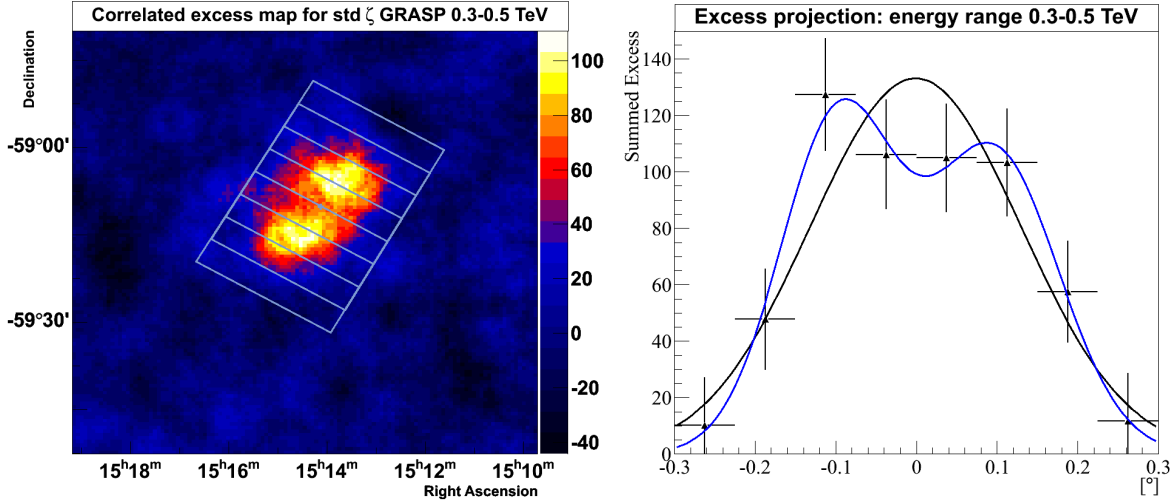 Correlated excess map for std ζ GRASP 0.3-0.5 TeV
Declination
-59°00'
-59°30'
15h18m
15h16m
15h14m
15h12m
15h10m
Right Ascension
100
80
60
40
20
0
-20
-40
Excess projection: energy range 0.3-0.5 TeV
Summed Excess
140
120
100
80
60
40
20
0
-0.3
-0.2
-0.1
0
0.1
0.2
0.3
[°]